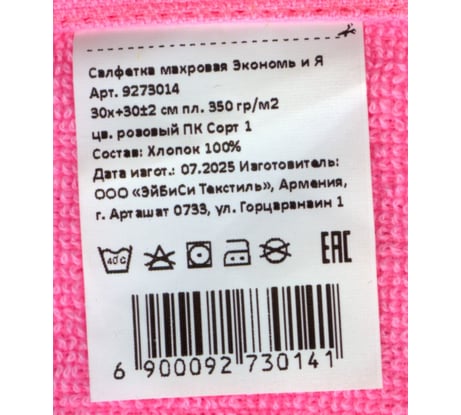 Салфетка махровая Экономь и Я
Арт. 9273014
30х+30±2 см пл. 350 гр/м2
цв. розовый ПК Сорт 1
Состав: Хлопок 100%
Дата изгот.: 07.2025 Изготовитель:
ООО «ЭйБиСи Текстиль», Армения,
г. Арташат 0733, ул. Горцаранаин 1
40 С
ЕАС
6 900092 730141